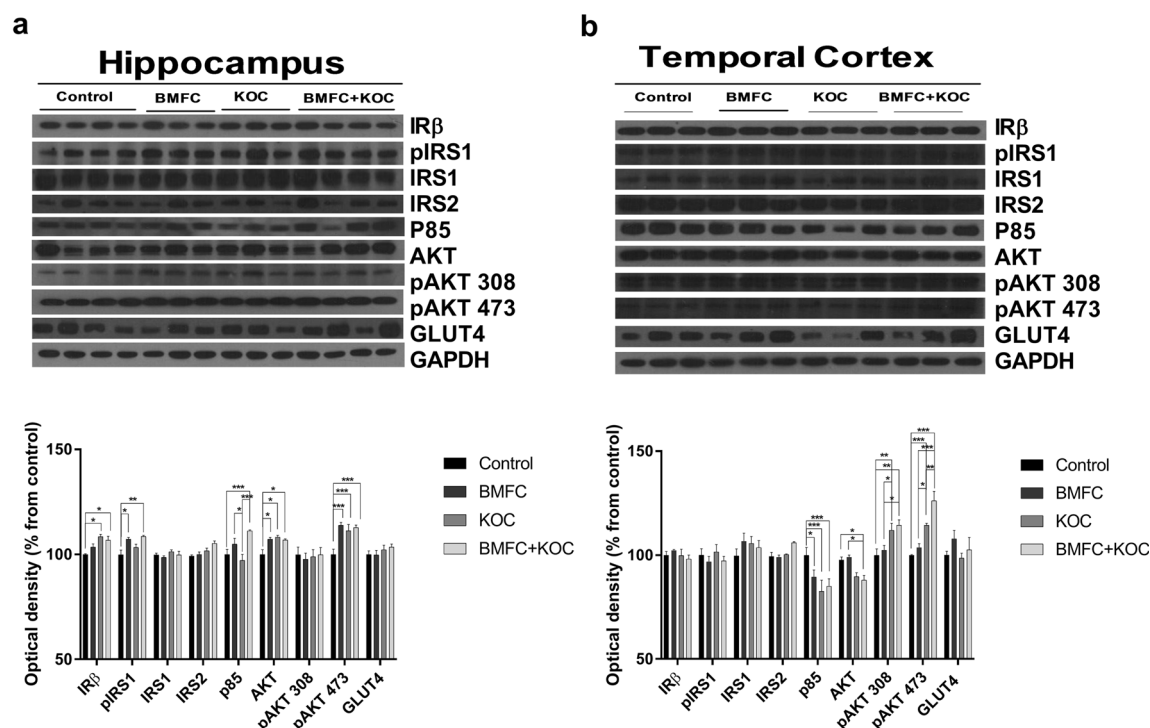 a
Hippocampus
Control BMFC KOC BMFC+KOC
IRβ
pIRS1
IRS1
IRS2
P85
AKT
pAKT 308
pAKT 473
GLUT4
GAPDH
Optical density (% from control)
150
100
50
* * * ** *** * *** * * * *** *** ***
IRβ pIRS1 IRS1 IRS2 p85 AKT pAKT 308 pAKT 473 GLUT4
Control
BMFC
KOC
BMFC+KOC
b
Temporal Cortex
Control BMFC KOC BMFC+KOC
IRβ
pIRS1
IRS1
IRS2
P85
AKT
pAKT 308
pAKT 473
GLUT4
GAPDH
Optical density (% from control)
150
100
50
*** *** * * * ** ** * * *** *** *** * **
IRβ pIRS1 IRS1 IRS2 p85 AKT pAKT 308 pAKT 473 GLUT4
Control
BMFC
KOC
BMFC+KOC